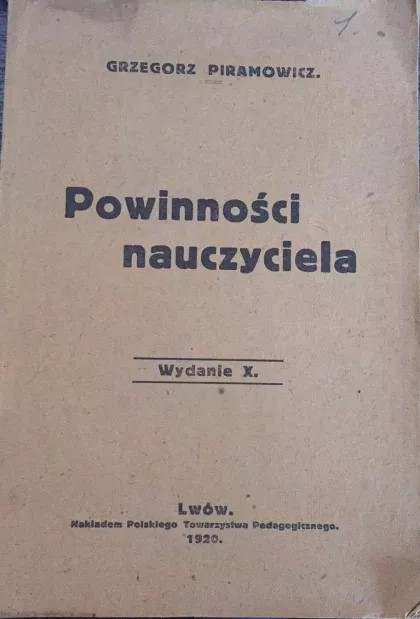 1.
GRZEGORZ PIRAMOWICZ.
Powinności
nauczyciela
Wydanie X.
Lwów.
Nakładem Polskiego Towarzystwa Pedagogicznego.
1920.